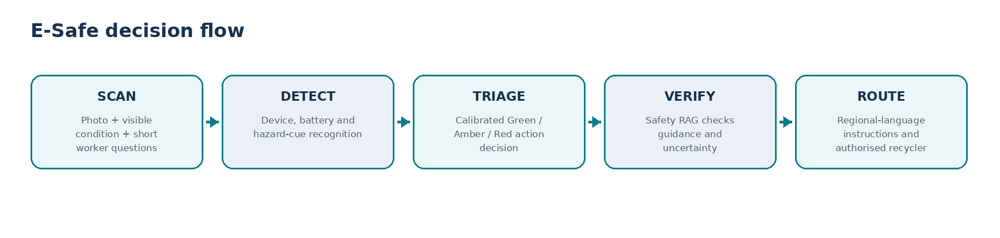 E-Safe decision flow
SCAN
Photo + visible
condition + short
worker questions
DETECT
Device, battery and
hazard-cue recognition
TRIAGE
Calibrated Green /
Amber / Red action
decision
VERIFY
Safety RAG checks
guidance and
uncertainty
ROUTE
Regional-language
instructions and
authorised recycler